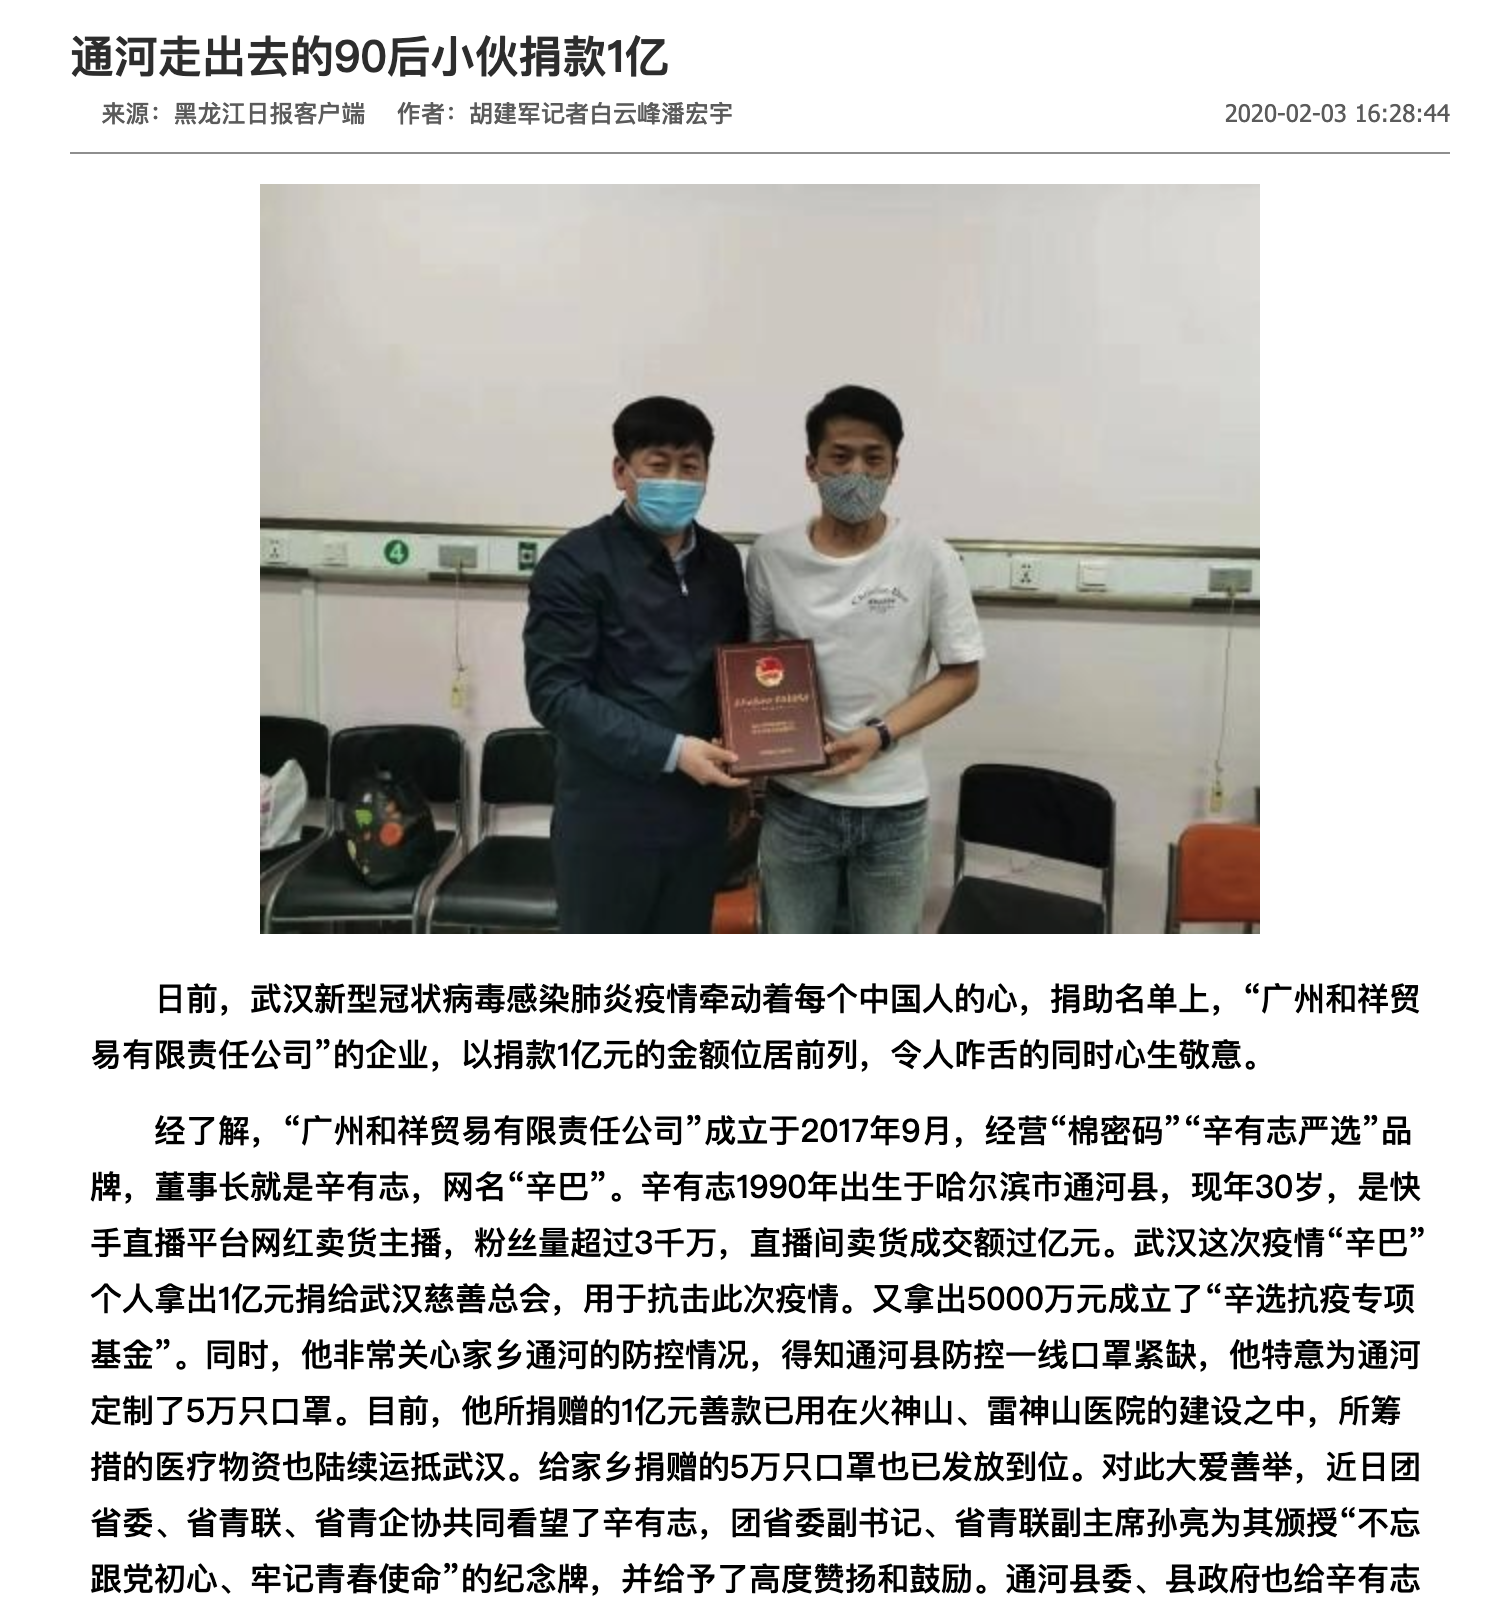 通河走出去的90后小伙捐款1亿
来源：黑龙江日报客户端 作者：胡建军记者白云峰潘宏宇 2020-02-03 16:28:44
4
日前，武汉新型冠状病毒感染肺炎疫情牵动着每个中国人的心，捐助名单上，“广州和祥贸
易有限责任公司”的企业，以捐款1亿元的金额位居前列，令人咋舌的同时心生敬意。
经了解，“广州和祥贸易有限责任公司”成立于2017年9月，经营“棉密码”“辛有志严选”品
牌，董事长就是辛有志，网名“辛巴”。辛有志1990年出生于哈尔滨市通河县，现年30岁，是快
手直播平台网红卖货主播，粉丝量超过3千万，直播间卖货成交额过亿元。武汉这次疫情“辛巴”
个人拿出1亿元捐给武汉慈善总会，用于抗击此次疫情。又拿出5000万元成立了“辛选抗疫专项
基金”。同时，他非常关心家乡通河的防控情况，得知通河县防控一线口罩紧缺，他特意为通河
定制了5万只口罩。目前，他所捐赠的1亿元善款已用在火神山、雷神山医院的建设之中，所筹
措的医疗物资也陆续运抵武汉。给家乡捐赠的5万只口罩也已发放到位。对此大爱善举，近日团
省委、省青联、省青企协共同看望了辛有志，团省委副书记、省青联副主席孙亮为其颁授“不忘
跟党初心、牢记青春使命”的纪念牌，并给予了高度赞扬和鼓励。通河县委、县政府也给辛有志